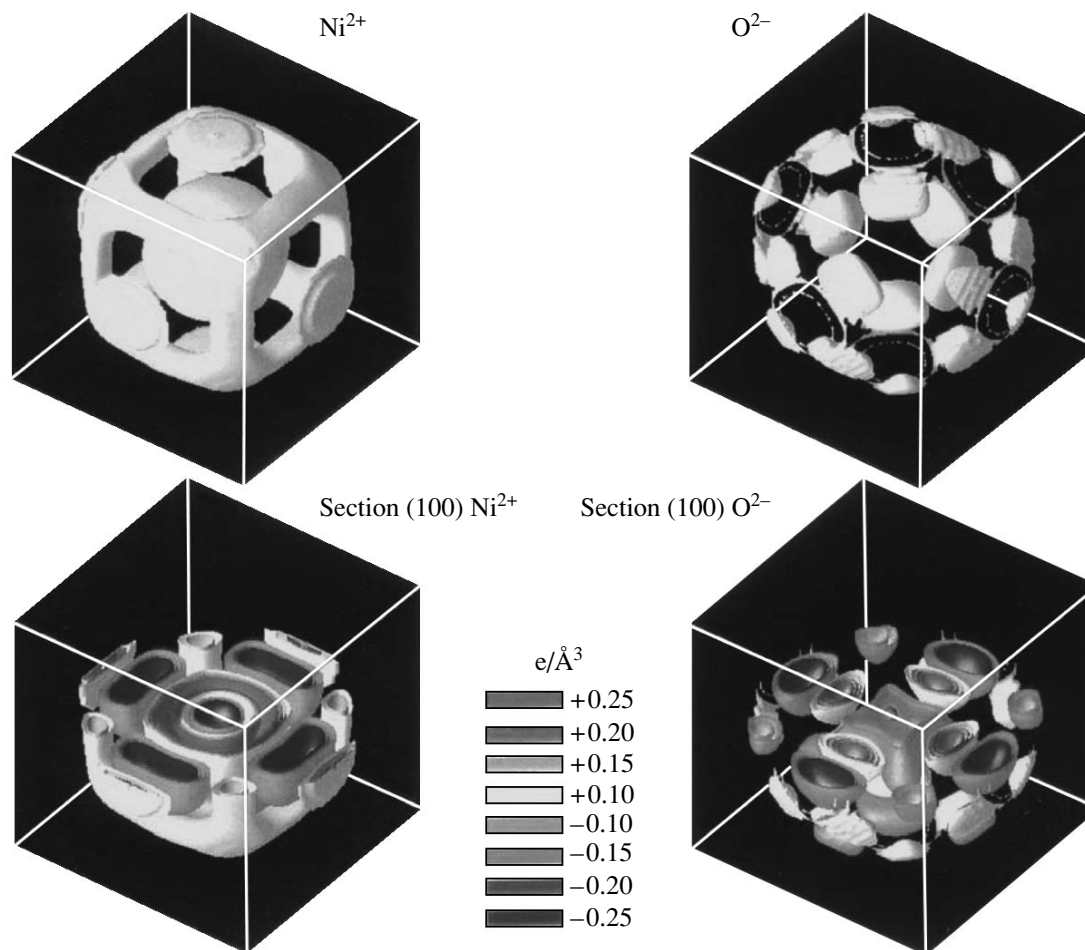 Ni²⁺
O²⁻
Section (100) Ni²⁺
Section (100) O²⁻
e/Å³
+0.25
+0.20
+0.15
+0.10
−0.10
−0.15
−0.20
−0.25